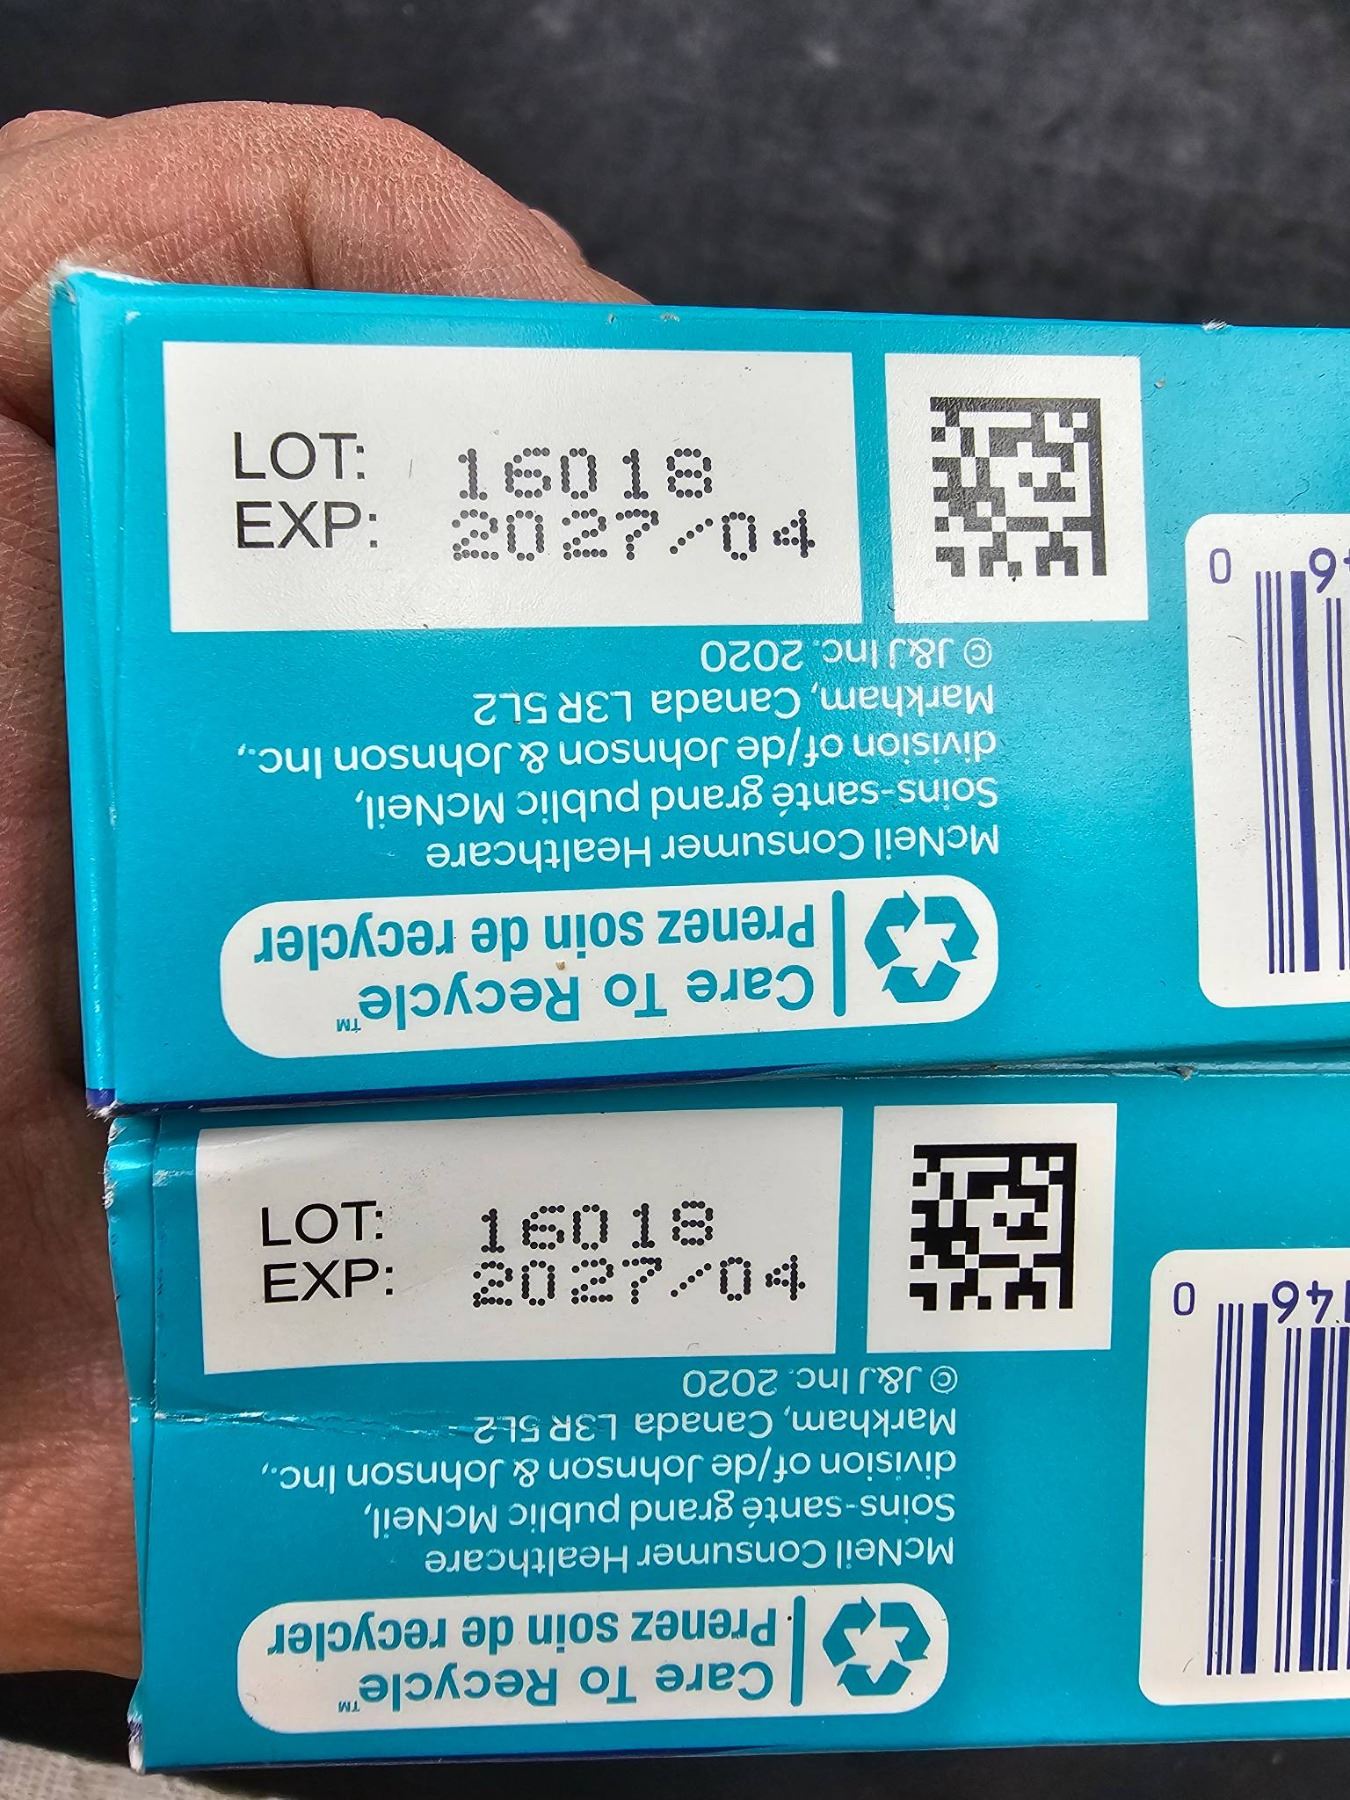 LOT: 16018
EXP: 2027/04
0
Care To Recycle™
Prenez soin de recycler
McNeil Consumer Healthcare
Soins-santé grand public McNeil,
division of/de Johnson & Johnson Inc.,
Markham, Canada L3R 5L2
© J&J Inc. 2020
LOT: 16018
EXP: 2027/04
0
Care To Recycle™
Prenez soin de recycler
McNeil Consumer Healthcare
Soins-santé grand public McNeil,
division of/de Johnson & Johnson Inc.,
Markham, Canada L3R 5L2
© J&J Inc. 2020